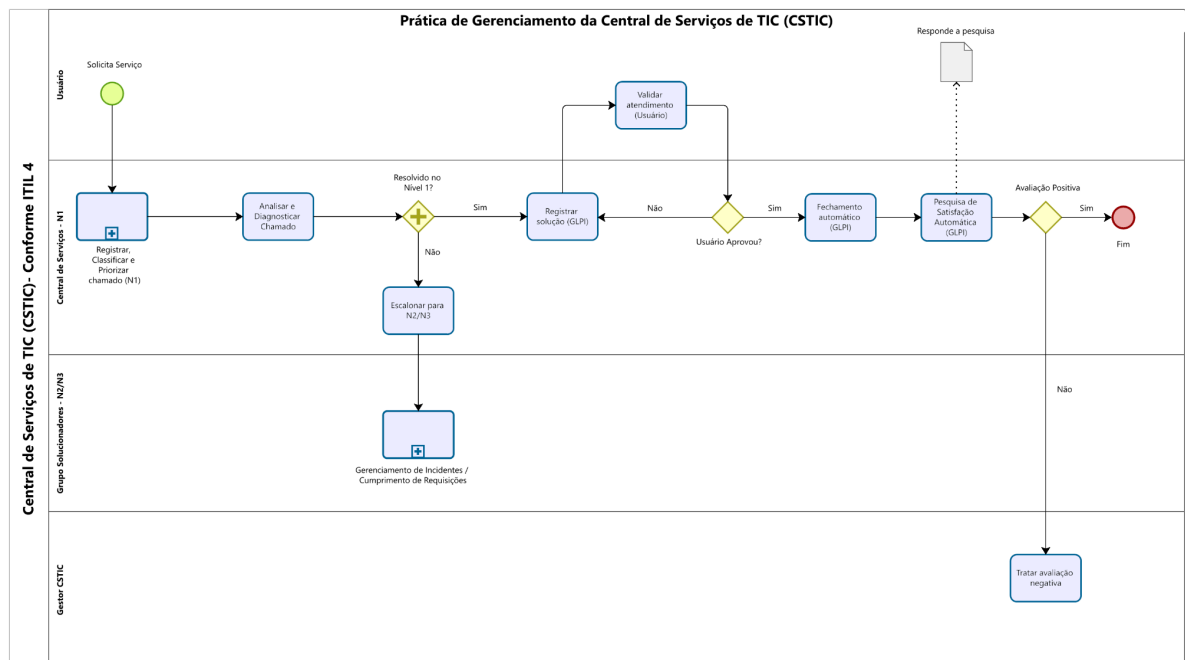 Prática de Gerenciamento da Central de Serviços de TIC (CSTIC)
Central de Serviços de TIC (CSTIC)- Conforme ITIL 4
Usuário
Solicita Serviço
Validar
atendimento
(Usuário)
Responde a pesquisa
Central de Serviços - N1
Registrar,
Classificar e
Priorizar
chamado (N1)
Analisar e
Diagnosticar
Chamado
Resolvido no
Nível 1?
Sim
Não
Escalonar para
N2/N3
Registrar
solução (GLPI)
Não
Usuário Aprovou?
Sim
Fechamento
automático
(GLPI)
Pesquisa de
Satisfação
Automática
(GLPI)
Avaliação Positiva
Sim
Fim
Grupo Solucionadores - N2/N3
Gerenciamento de Incidentes /
Cumprimento de Requisições
Não
Gestor CSTIC
Tratar avaliação
negativa